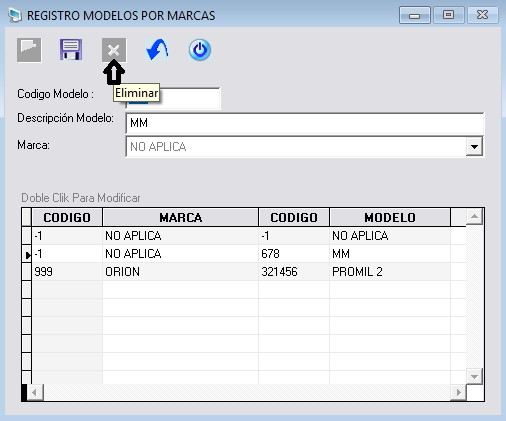 REGISTRO MODELOS POR MARCAS
Eliminar
Codigo Modelo :
Descripción Modelo:
MM
Marca:
NO APLICA
Doble Clik Para Modificar
CODIGO MARCA CODIGO MODELO
-1 NO APLICA -1 NO APLICA
-1 NO APLICA 678 MM
999 ORION 321456 PROMIL 2